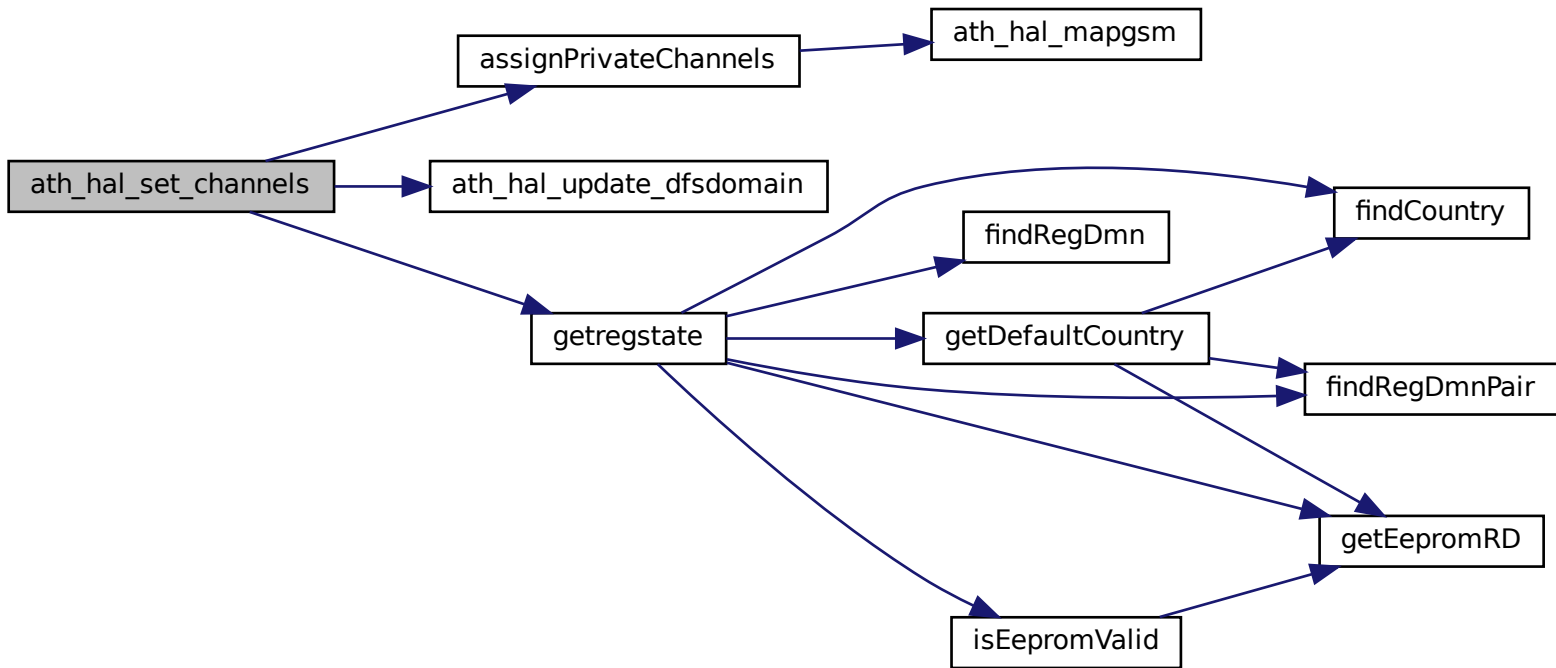 ath_hal_mapgsm
assignPrivateChannels
ath_hal_set_channels
ath_hal_update_dfsdomain
findCountry
findRegDmn
getregstate
getDefaultCountry
findRegDmnPair
getEepromRD
isEepromValid